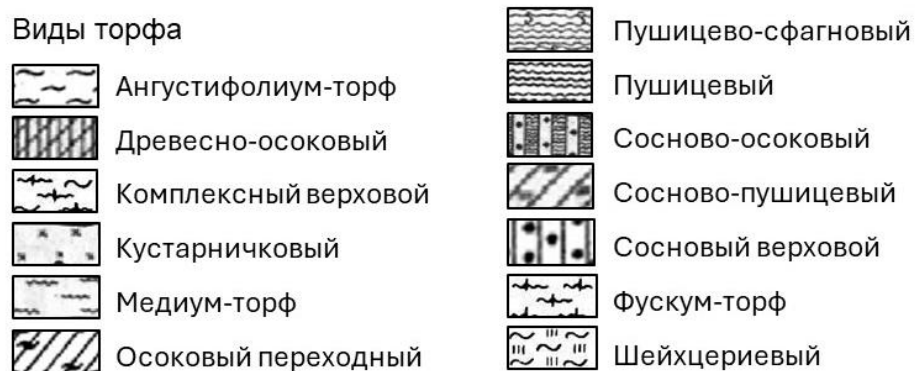 Виды торфа
Ангустифолиум-торф
Древесно-осоковый
Комплексный верховой
Кустарничковый
Медиум-торф
Осоковый переходный
Пушицево-сфагновый
Пушицевый
Сосново-осоковый
Сосново-пушицевый
Сосновый верховой
Фускум-торф
Шейхцериевый